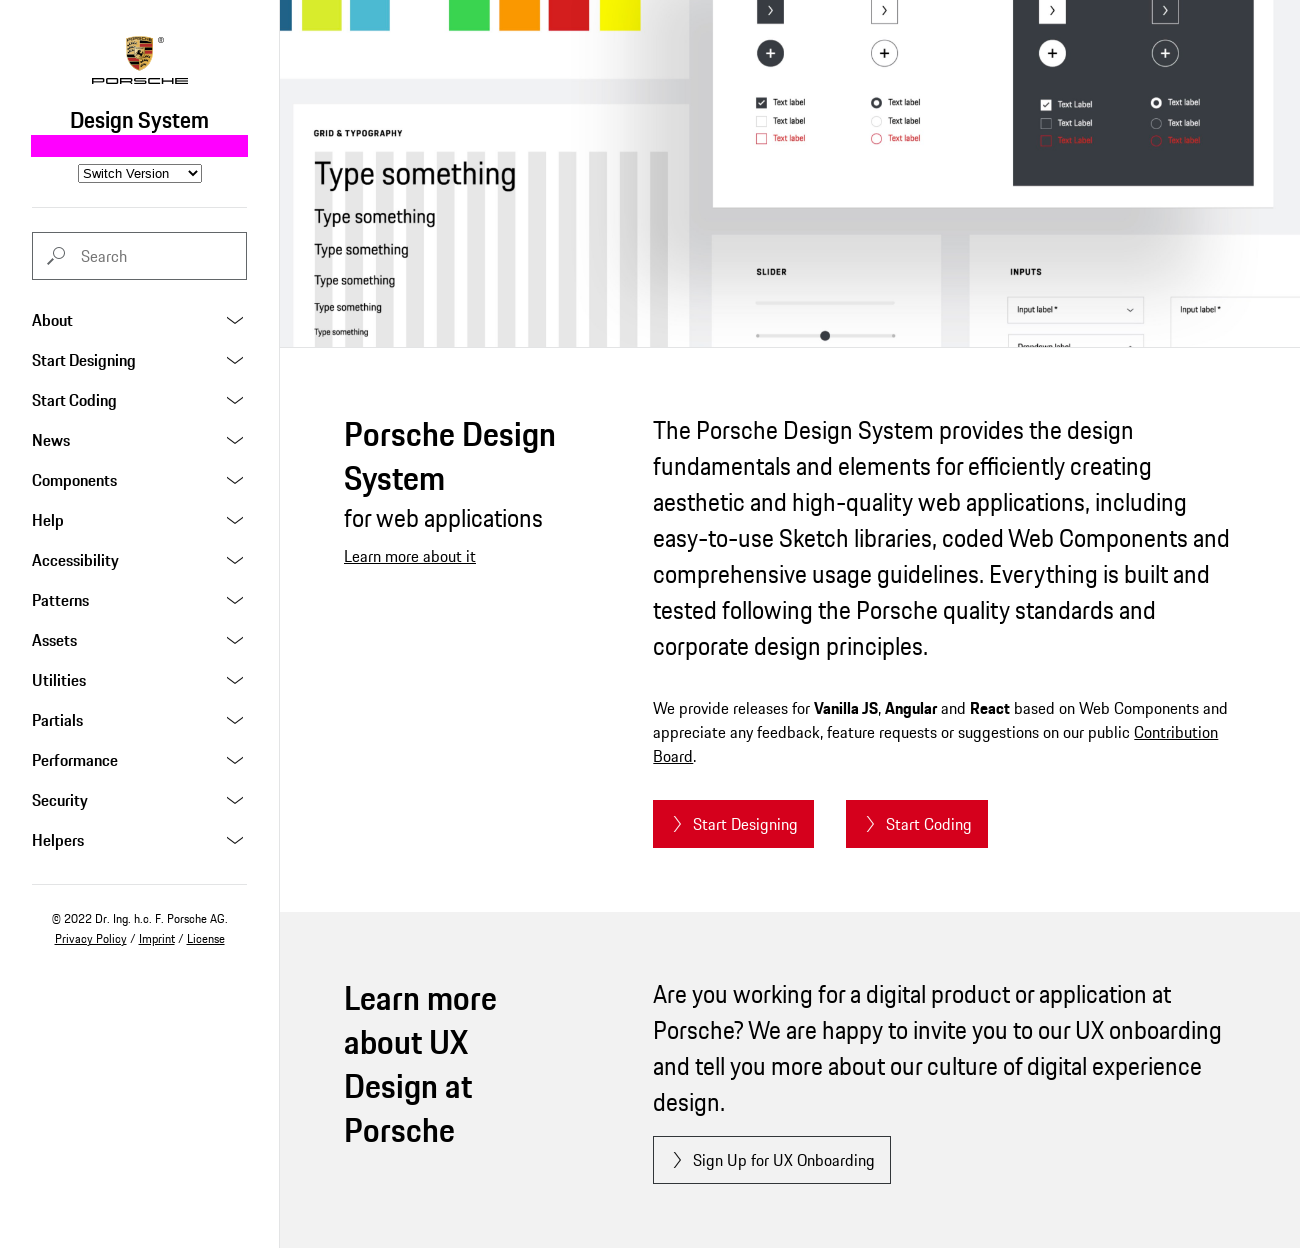 PORSCHE
Design System
Switch Version
Search
About
Start Designing
Start Coding
News
Components
Help
Accessibility
Patterns
Assets
Utilities
Partials
Performance
Security
Helpers
© 2022 Dr. Ing. h.c. F. Porsche AG.
Privacy Policy / Imprint / License
GRID & TYPOGRAPHY
Type something
Type something
Type something
Type something
Type something
Type something
Text label
Text label
Text label
Text label
Text label
Text label
Text Label
Text Label
Text Label
Text label
Text label
Text label
SLIDER
INPUTS
Input label *
Input label *
Dropdown label
Porsche Design
System
for web applications
Learn more about it
The Porsche Design System provides the design
fundamentals and elements for efficiently creating
aesthetic and high-quality web applications, including
easy-to-use Sketch libraries, coded Web Components and
comprehensive usage guidelines. Everything is built and
tested following the Porsche quality standards and
corporate design principles.
We provide releases for Vanilla JS, Angular and React based on Web Components and
appreciate any feedback, feature requests or suggestions on our public Contribution
Board.
Start Designing
Start Coding
Learn more
about UX
Design at
Porsche
Are you working for a digital product or application at
Porsche? We are happy to invite you to our UX onboarding
and tell you more about our culture of digital experience
design.
Sign Up for UX Onboarding